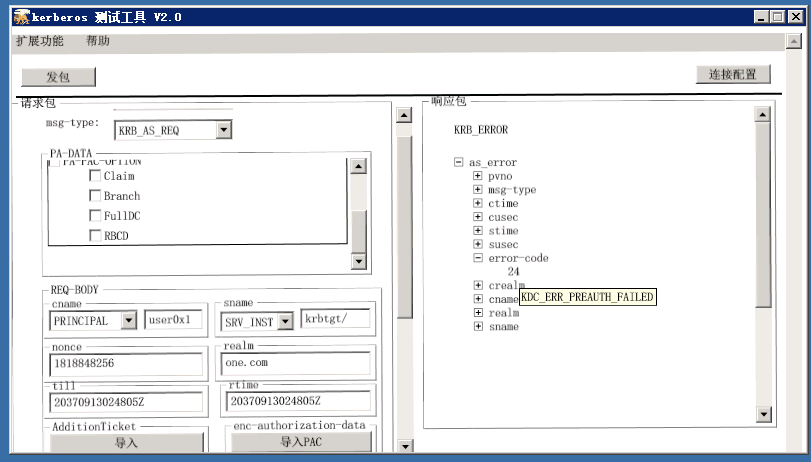 kerberos 测试工具 V2.0
扩展功能 帮助
发包
连接配置
请求包
msg-type:
KRB_AS_REQ
PA-DATA
PA-PAC-OPTION
Claim
Branch
FullDC
RBCD
REQ-BODY
cname
PRINCIPAL
user0x1
sname
SRV_INST
krbtgt/
nonce
1818848256
realm
one.com
till
20370913024805Z
rtime
20370913024805Z
AdditionTicket
导入
enc-authorization-data
导入PAC
响应包
KRB_ERROR
as_error
pvno
msg-type
ctime
cusec
stime
susec
error-code
24
crealm
KDC_ERR_PREAUTH_FAILED
cname
realm
sname